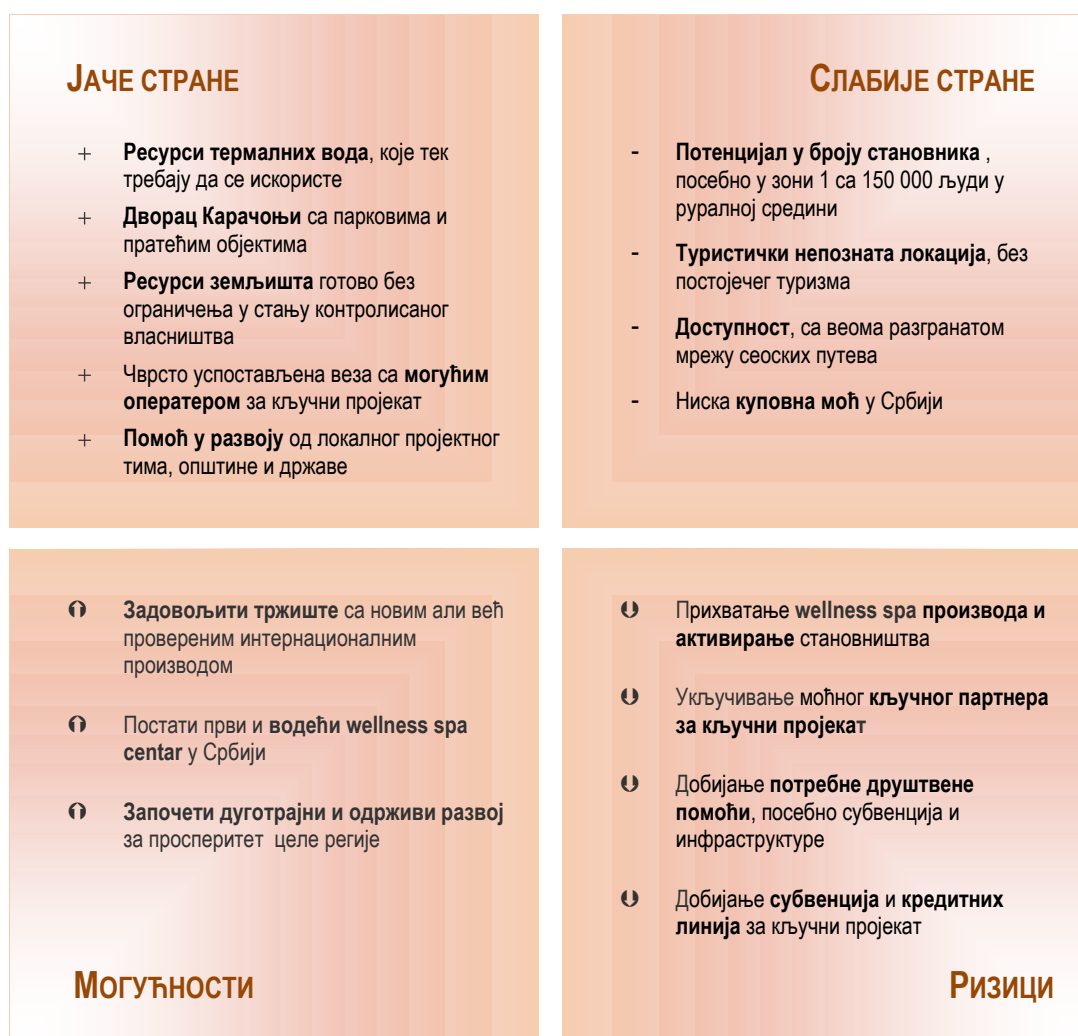 ЈАЧЕ СТРАНЕ
+ Ресурси термалних вода, које тек
требају да се искористе
+ Дворац Карачоњи са парковима и
пратећим објектима
+ Ресурси земљишта готово без
ограничења у стању контролисаног
власништва
+ Чврсто успостављена веза са могућим
оператером за кључни пројекат
+ Помоћ у развоју од локалног пројектног
тима, општине и државе
СЛАБИЈЕ СТРАНЕ
- Потенцијал у броју становника ,
посебно у зони 1 са 150 000 људи у
руралној средини
- Туристички непозната локација, без
постојечег туризма
- Доступност, са веома разгранатом
мрежу сеоских путева
- Ниска куповна моћ у Србији
Задовољити тржиште са новим али већ
провереним интернационалним
производом
Постати први и водећи wellness spa
centar у Србији
Започети дуготрајни и одрживи развој
за просперитет целе регије
МОГУЋНОСТИ
Прихватање wellness spa производа и
активирање становништва
Укључивање моћног кључног партнера
за кључни пројекат
Добијање потребне друштвене
помоћи, посебно субвенција и
инфраструктуре
Добијање субвенција и кредитних
линија за кључни пројекат
РИЗИЦИ